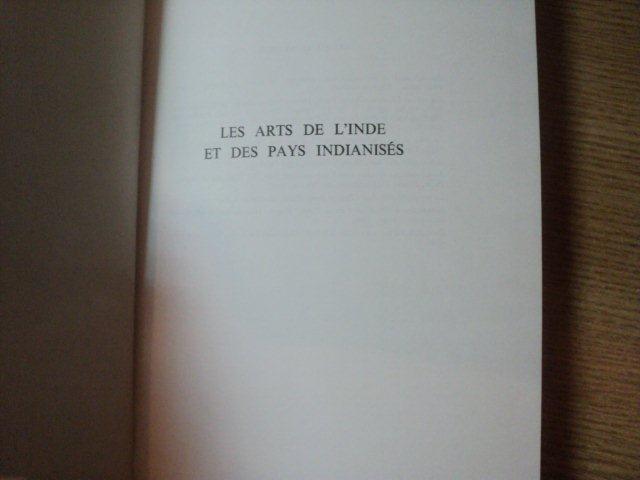 LES ARTS DE L'INDE
ET DES PAYS INDIANISÉS